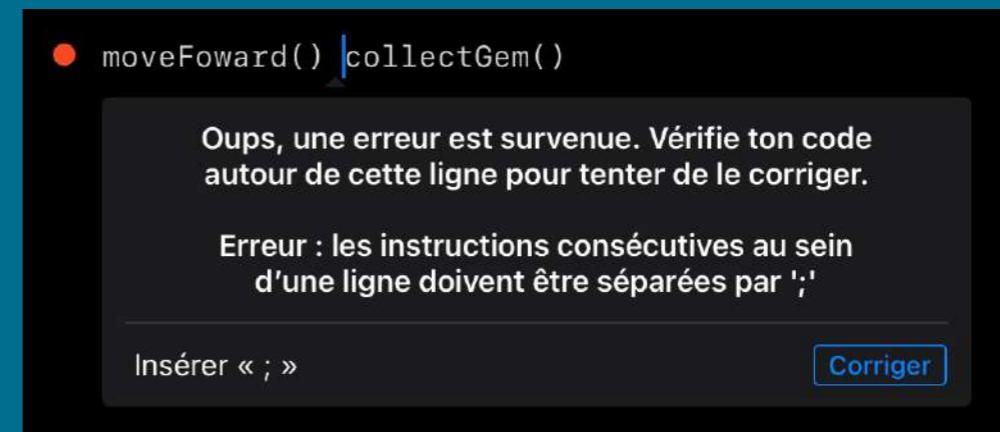 moveFoward() collectGem()
Oups, une erreur est survenue. Vérifie ton code
autour de cette ligne pour tenter de le corriger.
Erreur : les instructions consécutives au sein
d’une ligne doivent être séparées par ';'
Insérer « ; »
Corriger